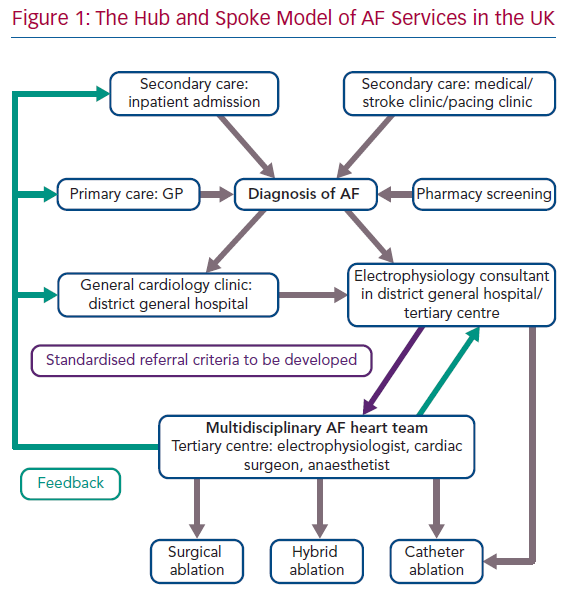 Figure 1: The Hub and Spoke Model of AF Services in the UK
Secondary care:
inpatient admission
Secondary care: medical/
stroke clinic/pacing clinic
Primary care: GP
Diagnosis of AF
Pharmacy screening
General cardiology clinic:
district general hospital
Electrophysiology consultant
in district general hospital/
tertiary centre
Standardised referral criteria to be developed
Multidisciplinary AF heart team
Tertiary centre: electrophysiologist, cardiac
surgeon, anaesthetist
Feedback
Surgical
ablation
Hybrid
ablation
Catheter
ablation